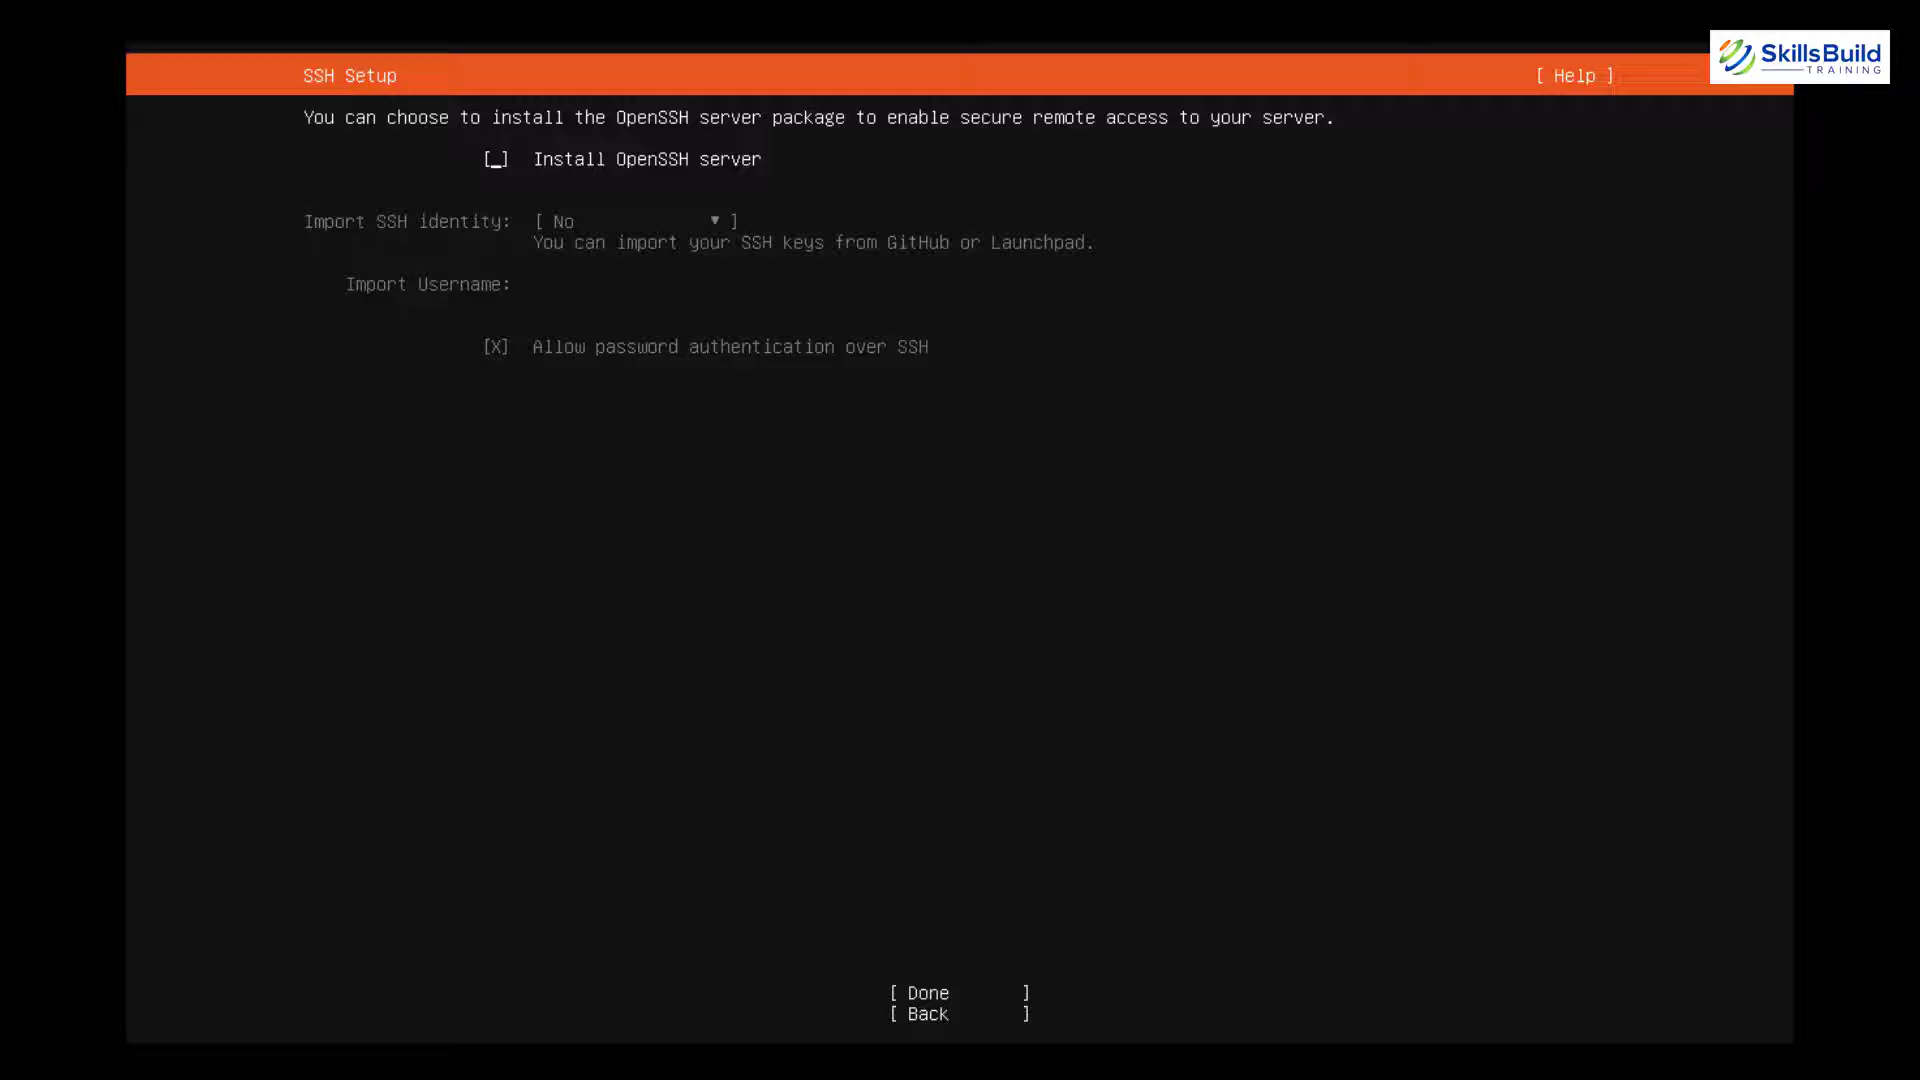 SSH Setup [ Help ]
SkillsBuild
TRAINING
You can choose to install the OpenSSH server package to enable secure remote access to your server.
[_] Install OpenSSH server
Import SSH identity: [ No ▼ ]
You can import your SSH keys from GitHub or Launchpad.
Import Username:
[X] Allow password authentication over SSH
[ Done ]
[ Back ]